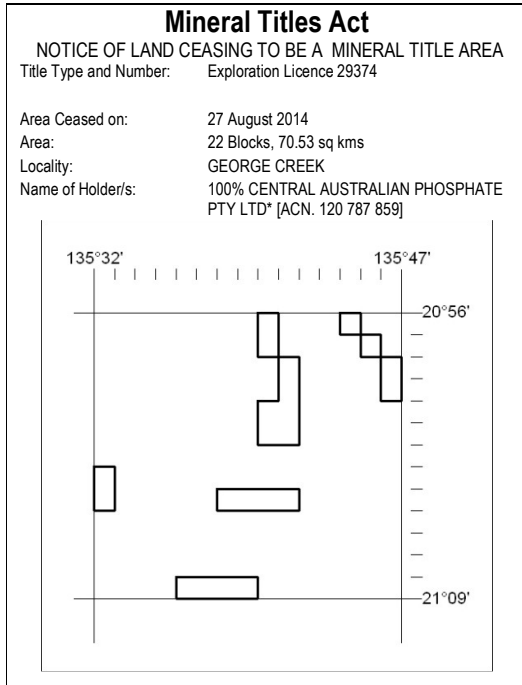 Mineral Titles Act
NOTICE OF LAND CEASING TO BE A MINERAL TITLE AREA
Title Type and Number: Exploration Licence 29374
Area Ceased on: 27 August 2014
Area: 22 Blocks, 70.53 sq kms
Locality: GEORGE CREEK
Name of Holder/s: 100% CENTRAL AUSTRALIAN PHOSPHATE
PTY LTD* [ACN. 120 787 859]
135°32' 135°47'
20°56'
21°09'